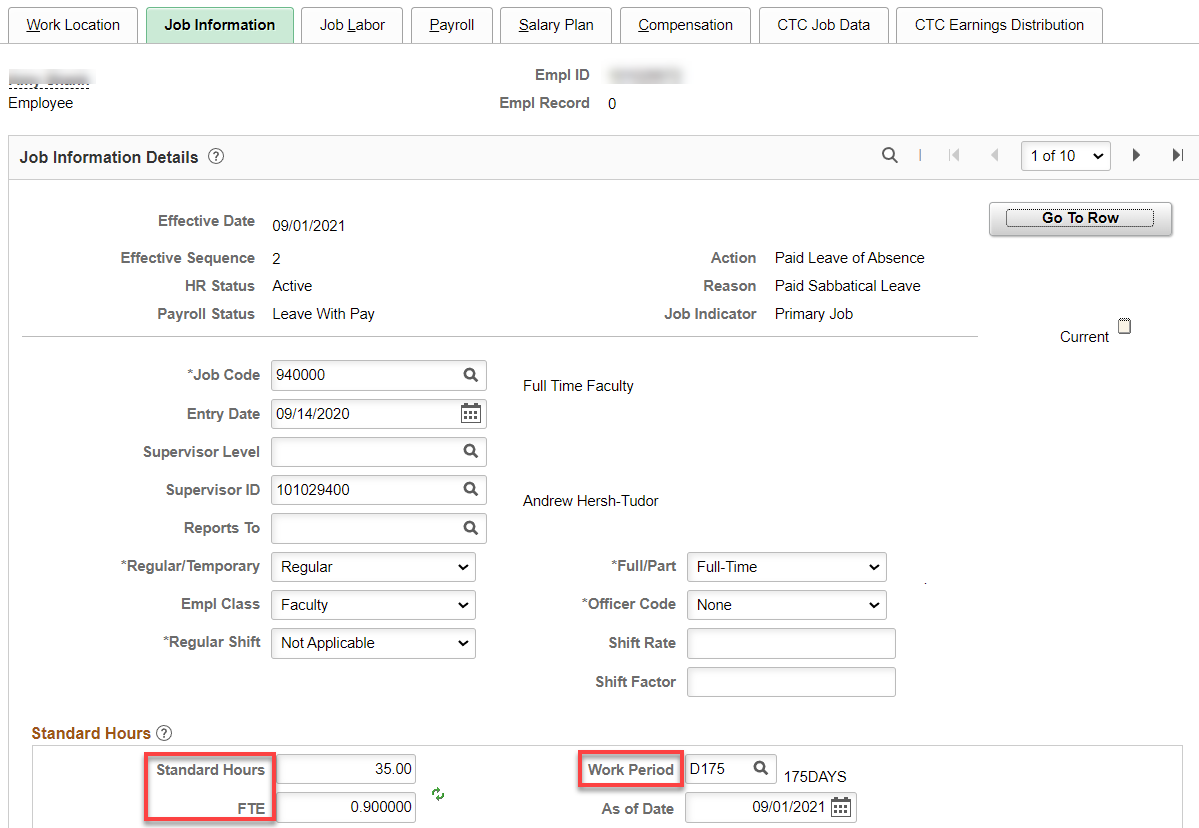 Work Location Job Information Job Labor Payroll Salary Plan Compensation CTC Job Data CTC Earnings Distribution
Empl ID
Employee
Empl Record 0
Job Information Details ? 1 of 10
Effective Date 09/01/2021 Go To Row
Effective Sequence 2 Action Paid Leave of Absence
HR Status Active Reason Paid Sabbatical Leave
Payroll Status Leave With Pay Job Indicator Primary Job
Current
*Job Code 940000 Full Time Faculty
Entry Date 09/14/2020
Supervisor Level
Supervisor ID 101029400 Andrew Hersh-Tudor
Reports To
*Regular/Temporary Regular *Full/Part Full-Time
Empl Class Faculty *Officer Code None
*Regular Shift Not Applicable Shift Rate
Shift Factor
Standard Hours ?
Standard Hours 35.00 Work Period D175 175DAYS
FTE 0.900000 As of Date 09/01/2021